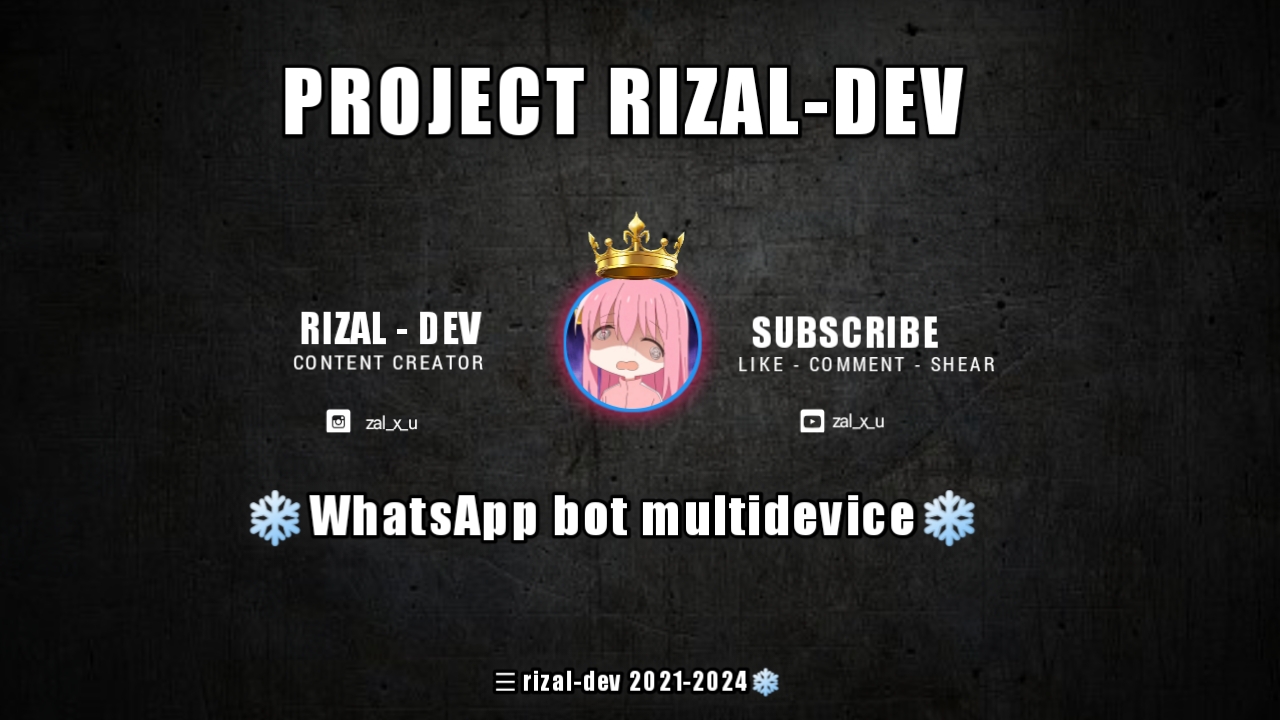 PROJECT RIZAL-DEV
RIZAL - DEV
CONTENT CREATOR
zal_x_u
SUBSCRIBE
LIKE - COMMENT - SHEAR
zal_x_u
❄️WhatsApp bot multidevice❄️
☰ rizal-dev 2021-2024❄️